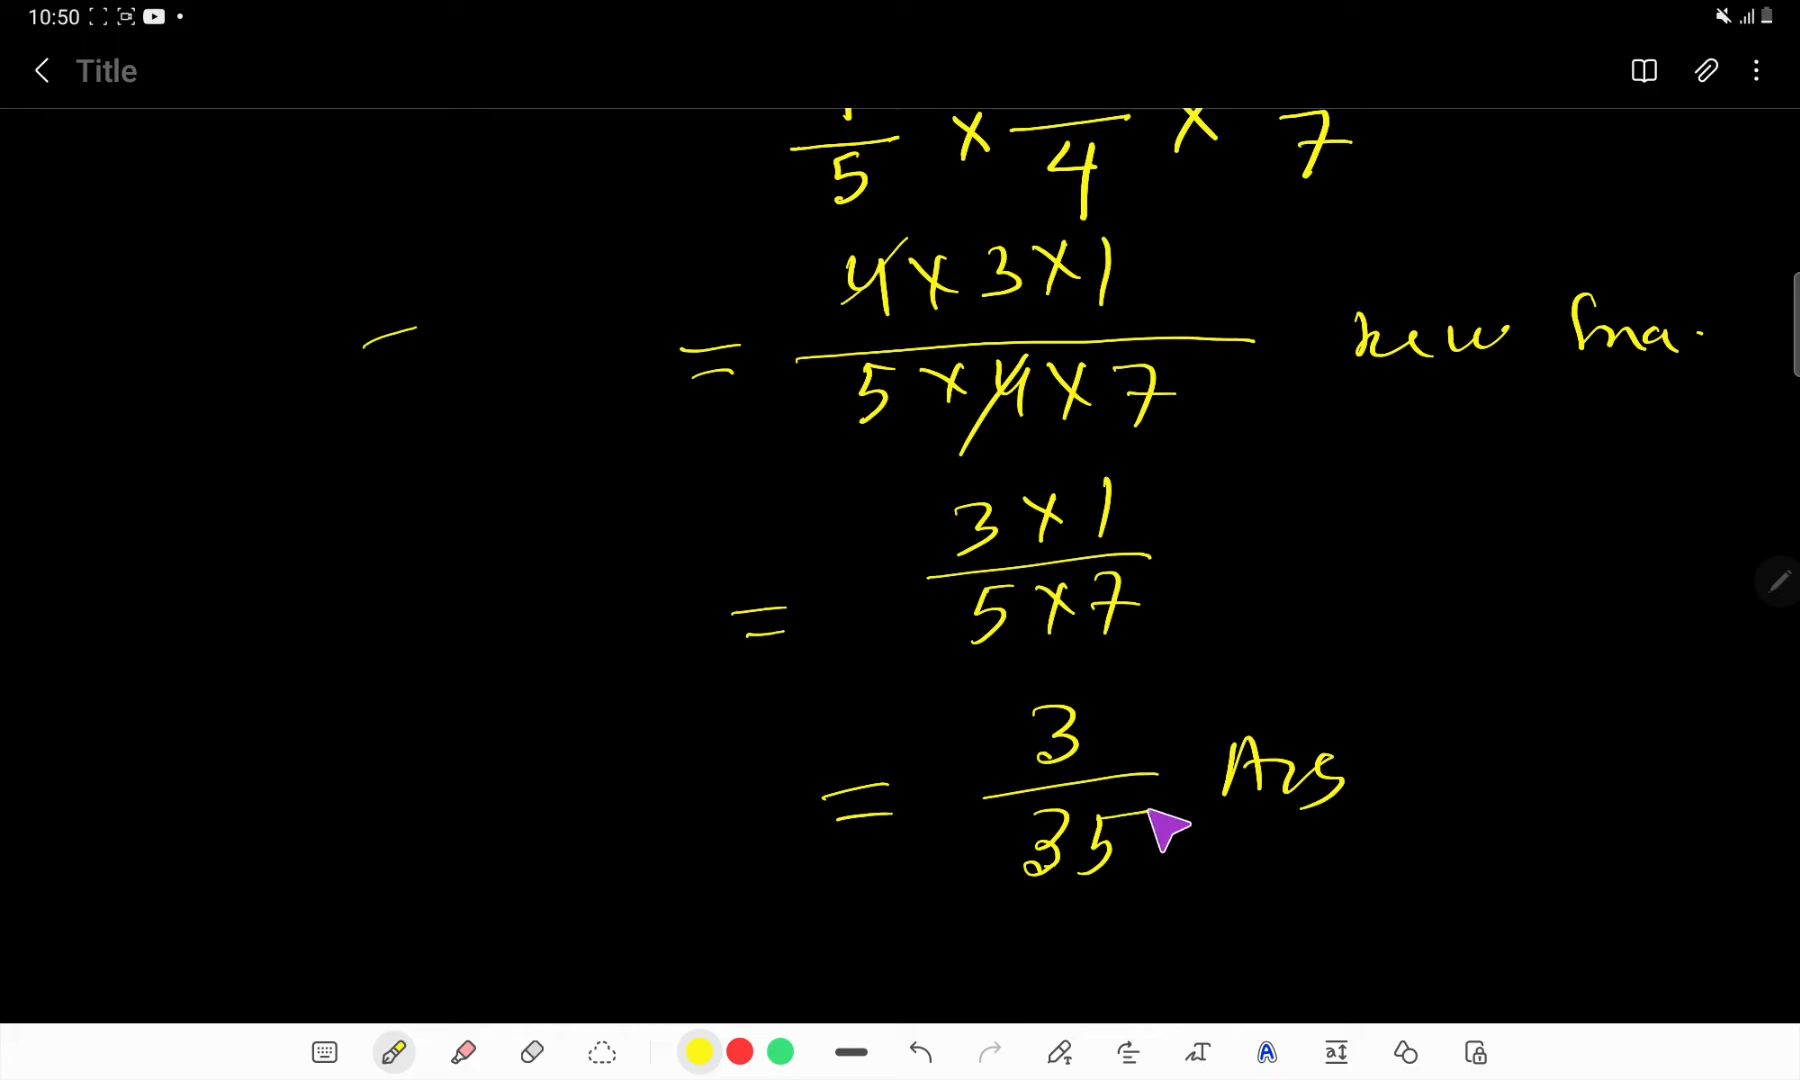 10:50
Title
5 × 4 × 7
4 × 3 × 1
= 5 × 4 × 7 new fra.
3 × 1
= 5 × 7
3
= 35 Ans